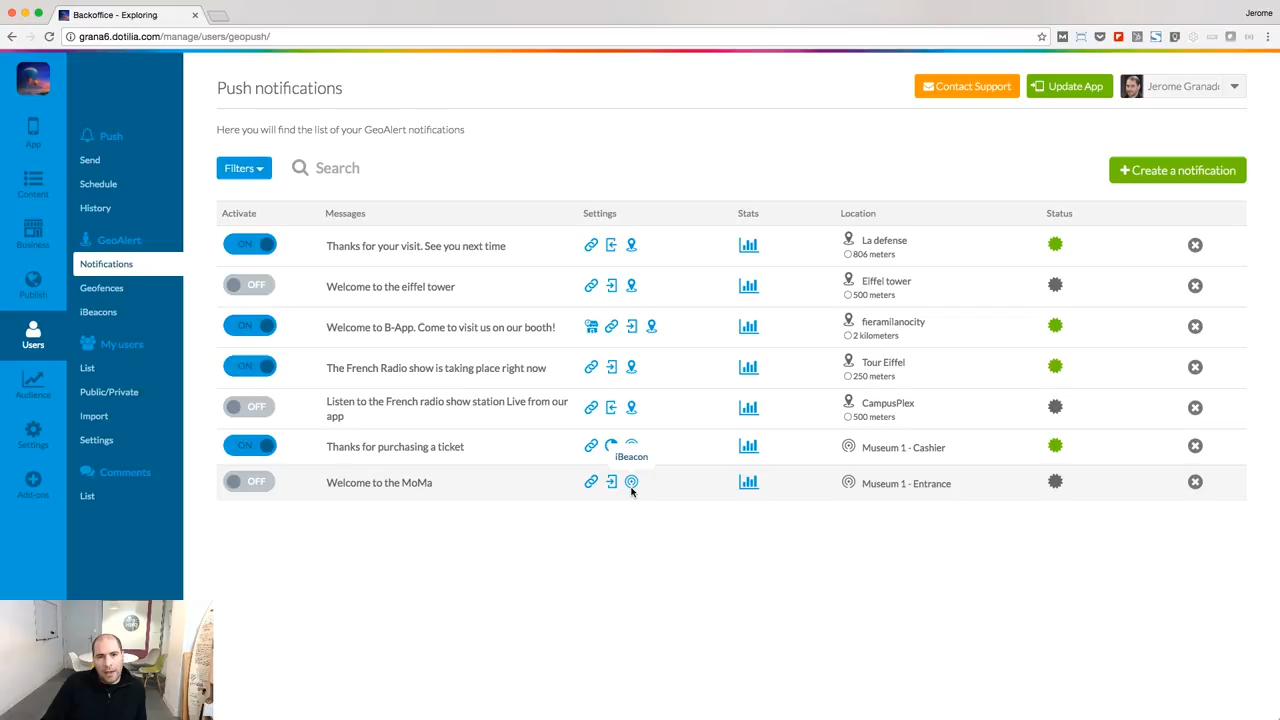 Backoffice - Exploring
Jerome
grana6.dotilia.com/manage/users/geopush/
Push notifications
Contact Support
Update App
Jerome Granado
Here you will find the list of your GeoAlert notifications
Filters
Search
Create a notification
App
Content
Business
Publish
Users
Audience
Settings
Add-ons
Push
Send
Schedule
History
GeoAlert
Notifications
Geofences
iBeacons
My users
List
Public/Private
Import
Settings
Comments
List
Activate Messages Settings Stats Location Status
ON Thanks for your visit. See you next time La defense
806 meters
OFF Welcome to the eiffel tower Eiffel tower
500 meters
ON Welcome to B-App. Come to visit us on our booth! fieramilanocity
2 kilometers
ON The French Radio show is taking place right now Tour Eiffel
250 meters
OFF Listen to the French radio show station Live from our app CampusPlex
500 meters
ON Thanks for purchasing a ticket Museum 1 - Cashier
iBeacon
OFF Welcome to the MoMa Museum 1 - Entrance